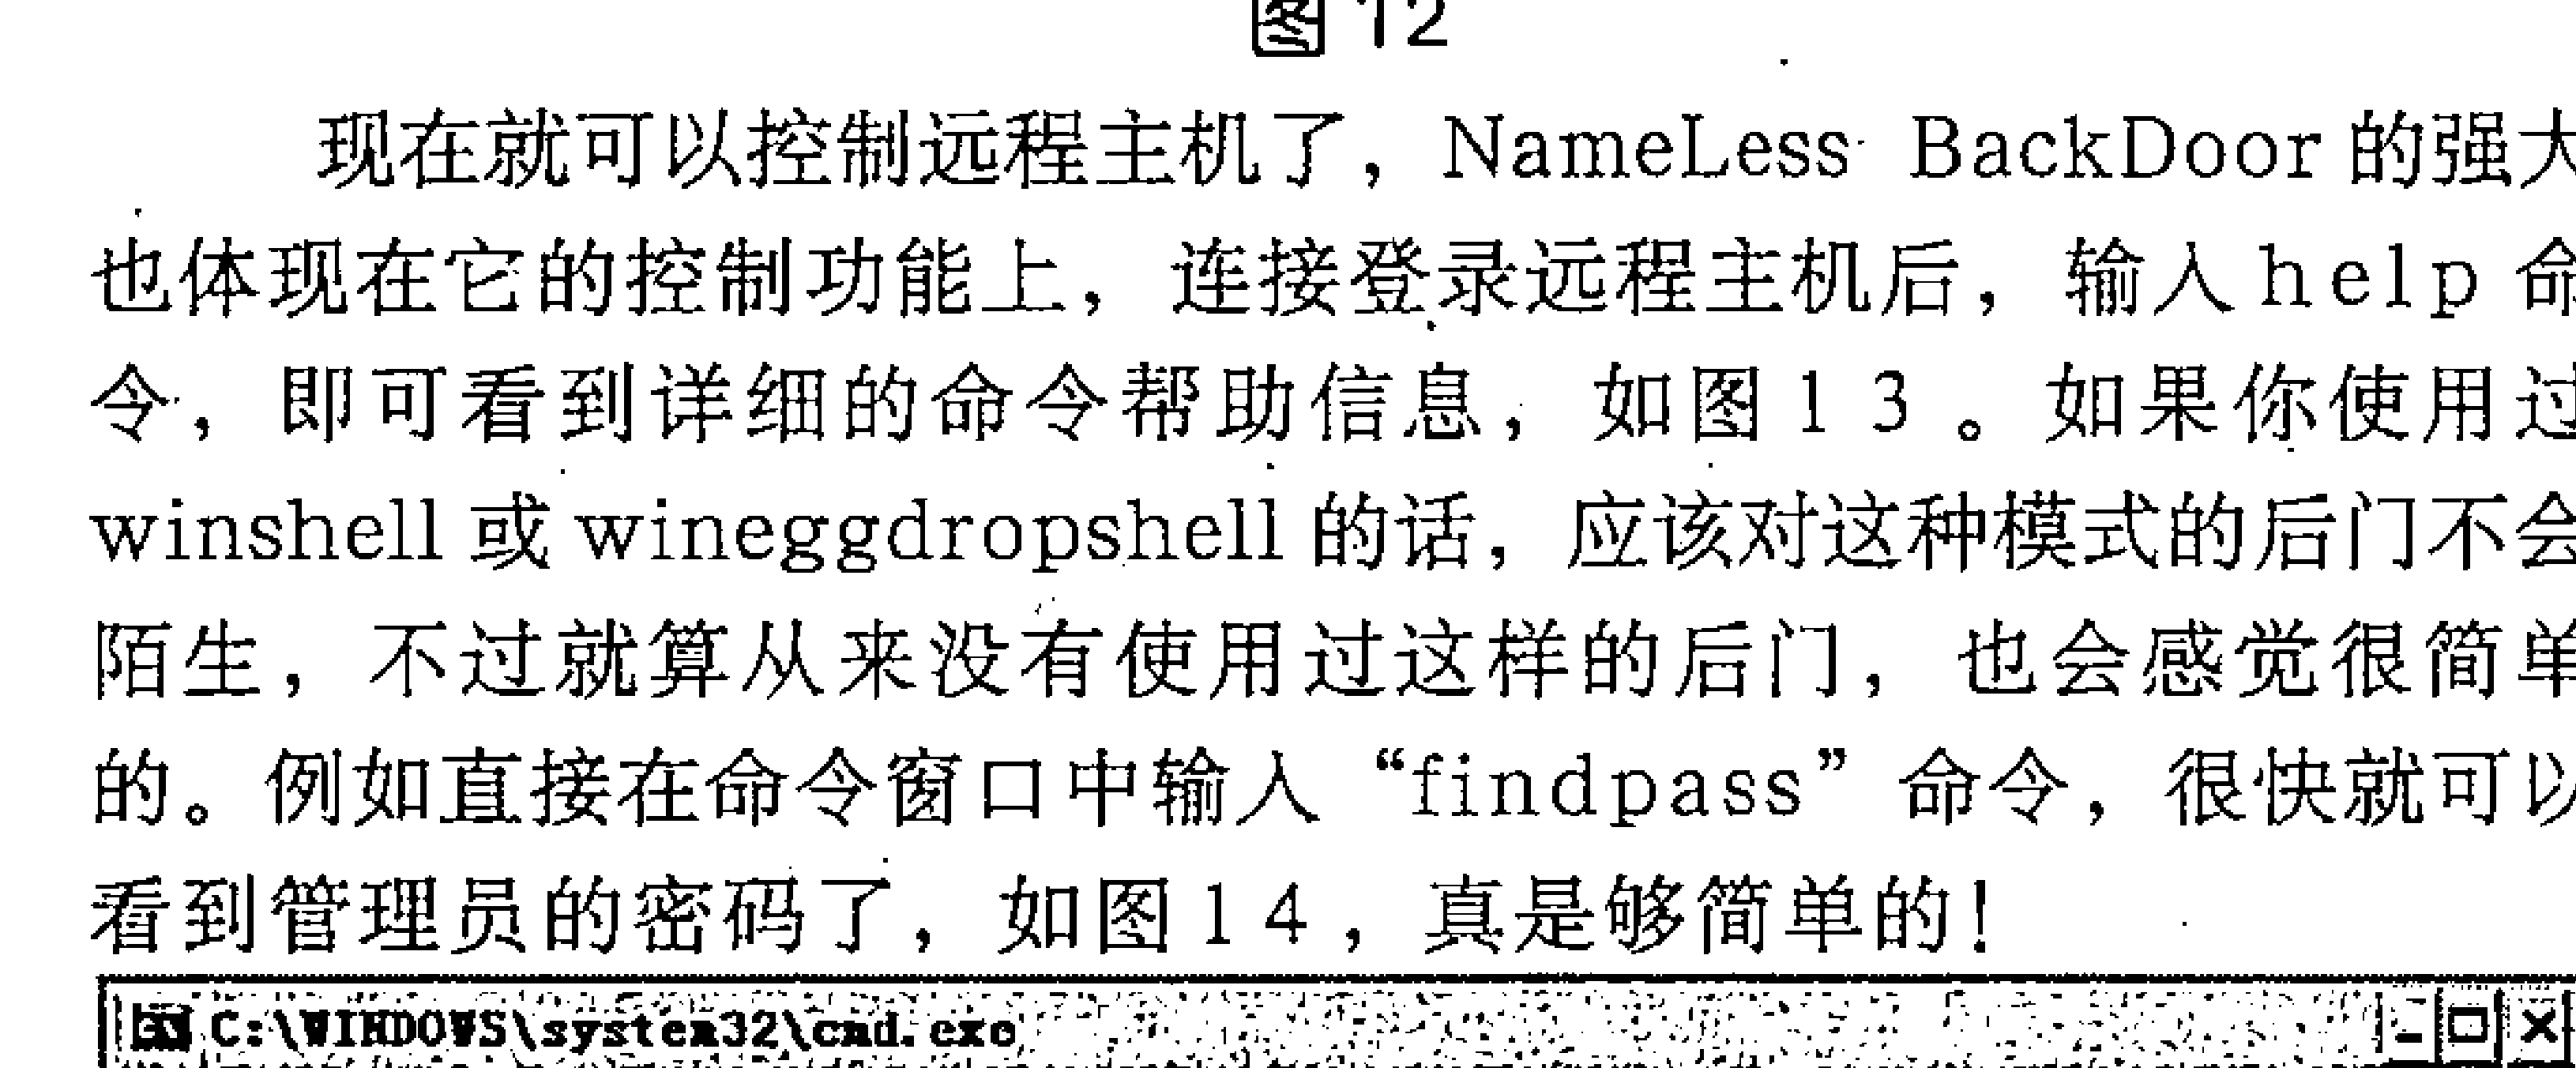 图 12
现在就可以控制远程主机了，NameLess BackDoor 的强大
也体现在它的控制功能上，连接登录远程主机后，输入 help 命
令，即可看到详细的命令帮助信息，如图 13。如果你使用过
winshell 或 wineggdropshell 的话，应该对这种模式的后门不会
陌生，不过就算从来没有使用过这样的后门，也会感觉很简单
的。例如直接在命令窗口中输入“findpass”命令，很快就可以
看到管理员的密码了，如图 14，真是够简单的！
C:\WINDOWS\system32\cmd.exe